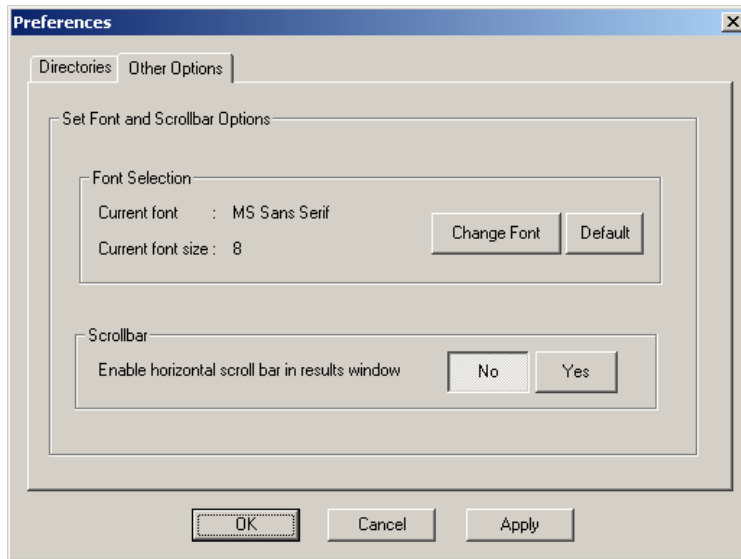 Preferences
Directories Other Options
Set Font and Scrollbar Options
Font Selection
Current font : MS Sans Serif
Change Font Default
Current font size : 8
Scrollbar
Enable horizontal scroll bar in results window No Yes
OK Cancel Apply